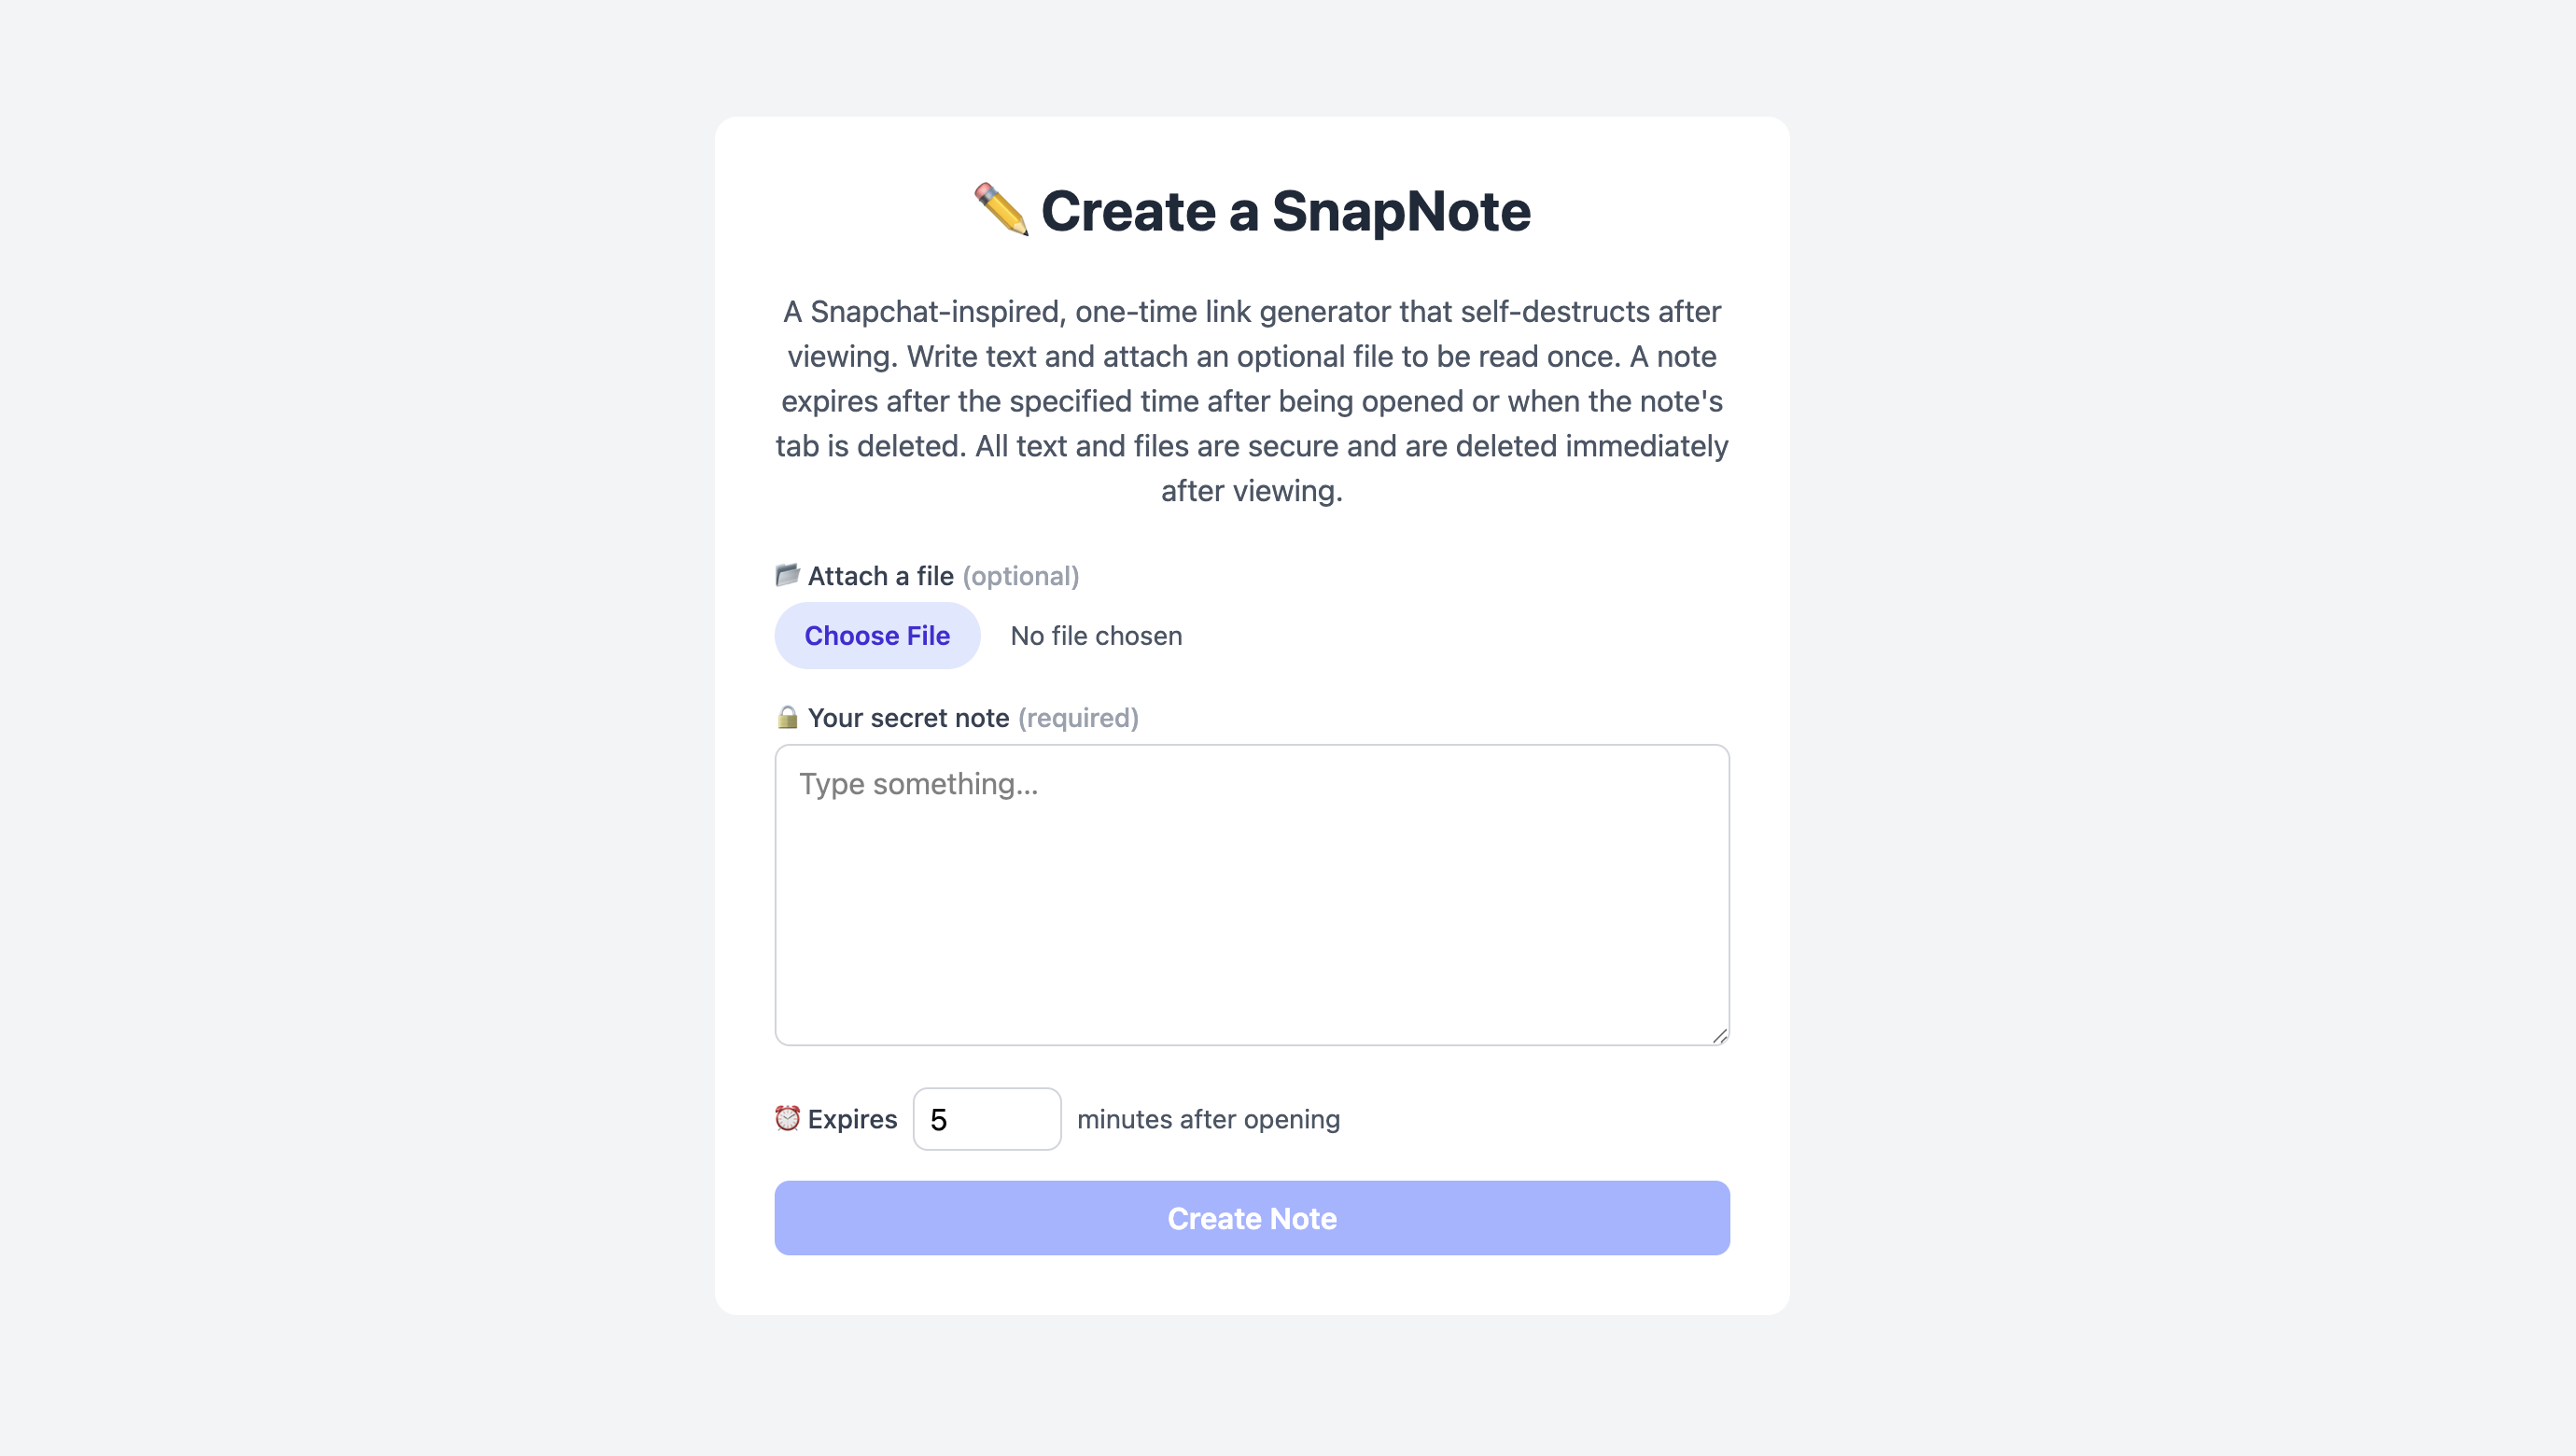 ✏️ Create a SnapNote
A Snapchat-inspired, one-time link generator that self-destructs after
viewing. Write text and attach an optional file to be read once. A note
expires after the specified time after being opened or when the note's
tab is deleted. All text and files are secure and are deleted immediately
after viewing.
📂 Attach a file (optional)
Choose File No file chosen
🔒 Your secret note (required)
Type something...
⏰ Expires 5 minutes after opening
Create Note